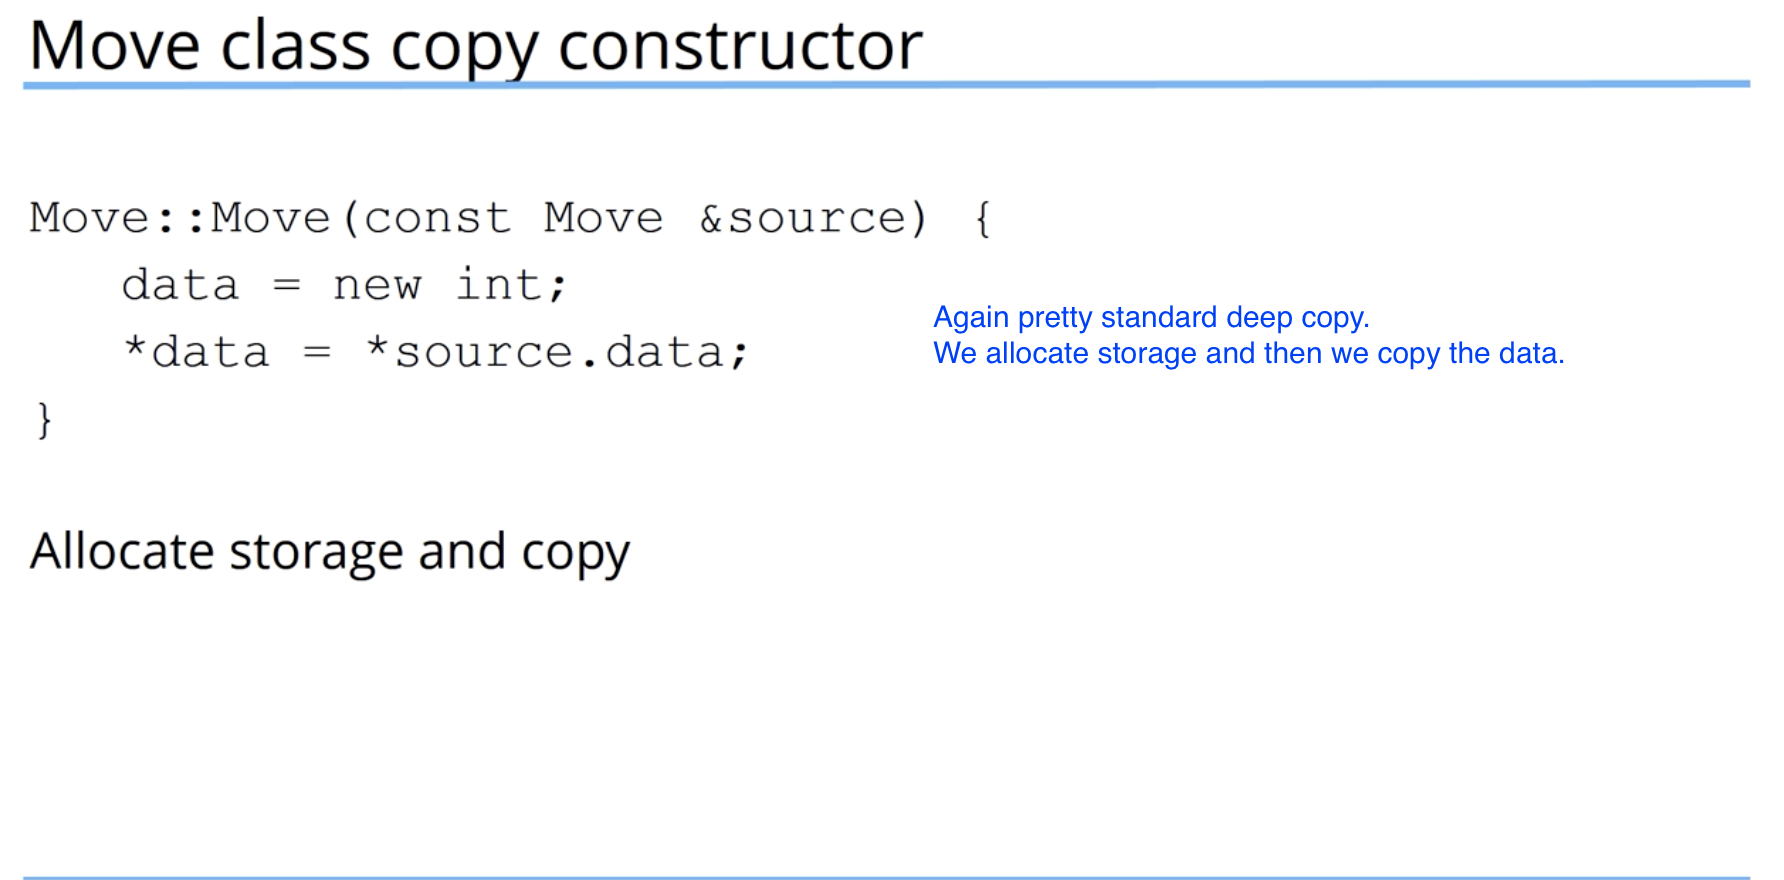 Move class copy constructor
Move::Move(const Move &source) {
data = new int;
*data = *source.data;
}
Again pretty standard deep copy.
We allocate storage and then we copy the data.
Allocate storage and copy